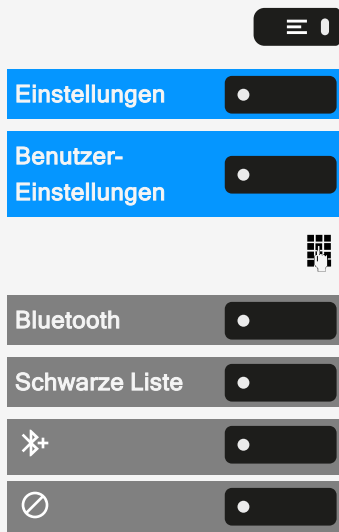 Einstellungen
Benutzer-
Einstellungen
Bluetooth
Schwarze Liste